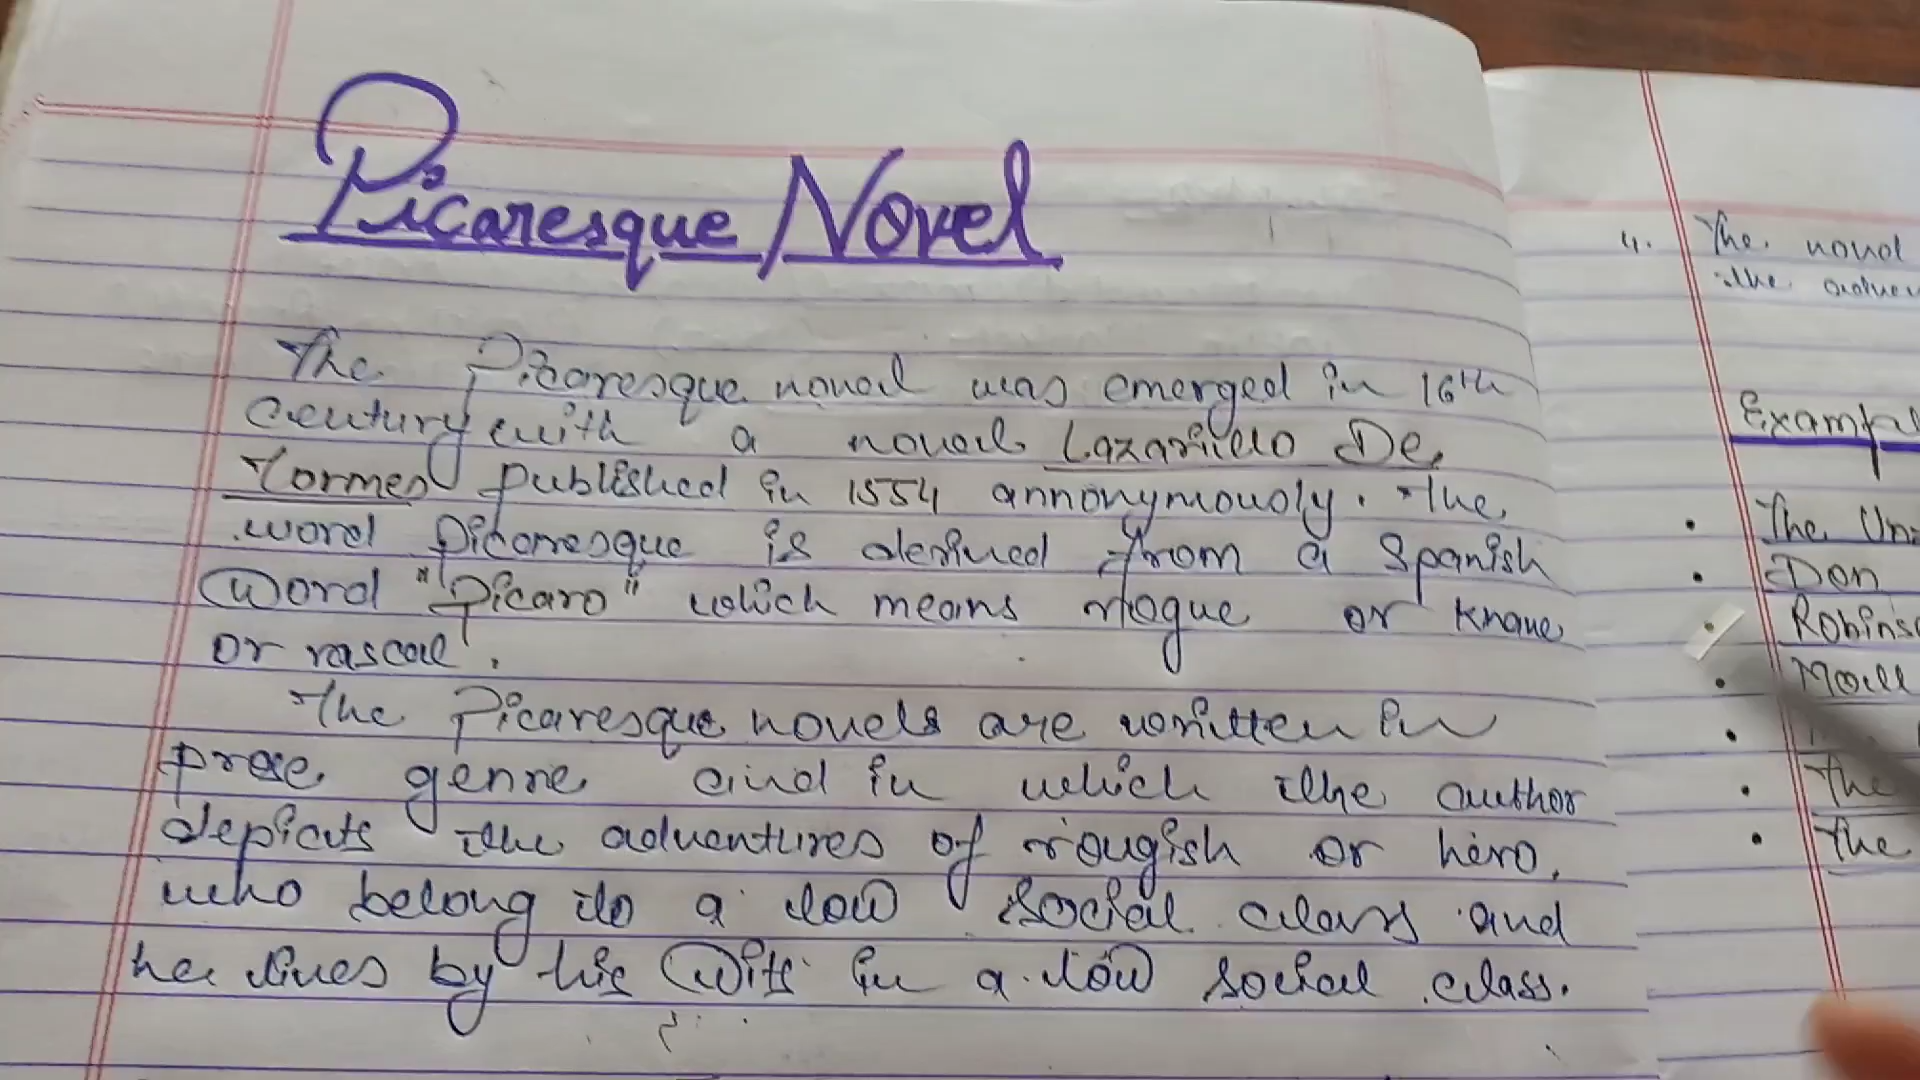 Picaresque Novel
The Picaresque novel was emerged in 16th
century with a novel Lazarillo De
Tormes published in 1554 annonymously. The
word Picaresque is derived from a Spanish
word "Picaro" which means rogue or knave
or rascal.
The Picaresque novels are written in
prose genre and in which the author
depicts the adventures of rougish or hero,
who belong to a low social class and
he lives by his wits in a low social class.
4. The novel
the adven
Exampl
• The Un
• Don
• Robins
• Moll
• The
• The